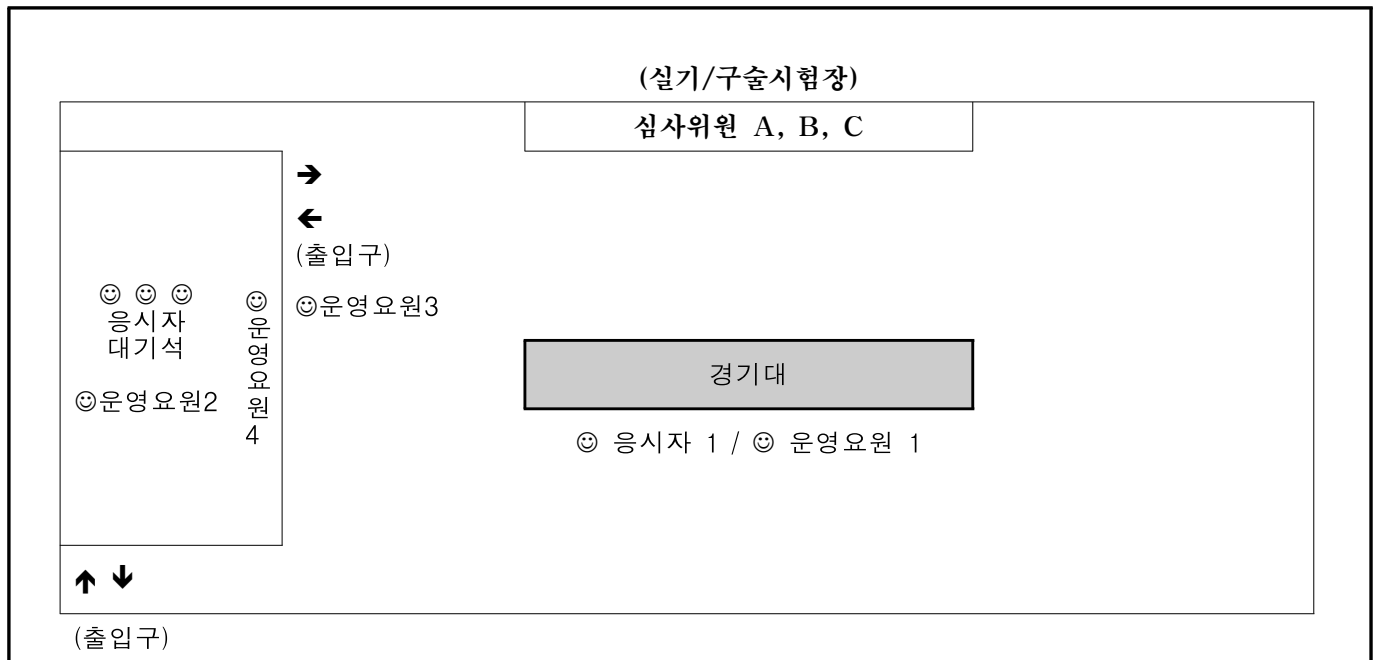 (실기/구술시험장)
심사위원 A, B, C
➔
←
(출입구)
☺운영요원3
☺ ☺ ☺
응시자
대기석
☺운영요원2
☺
운
영
요
원
4
경기대
☺ 응시자 1 / ☺ 운영요원 1
↑ ↓
(출입구)